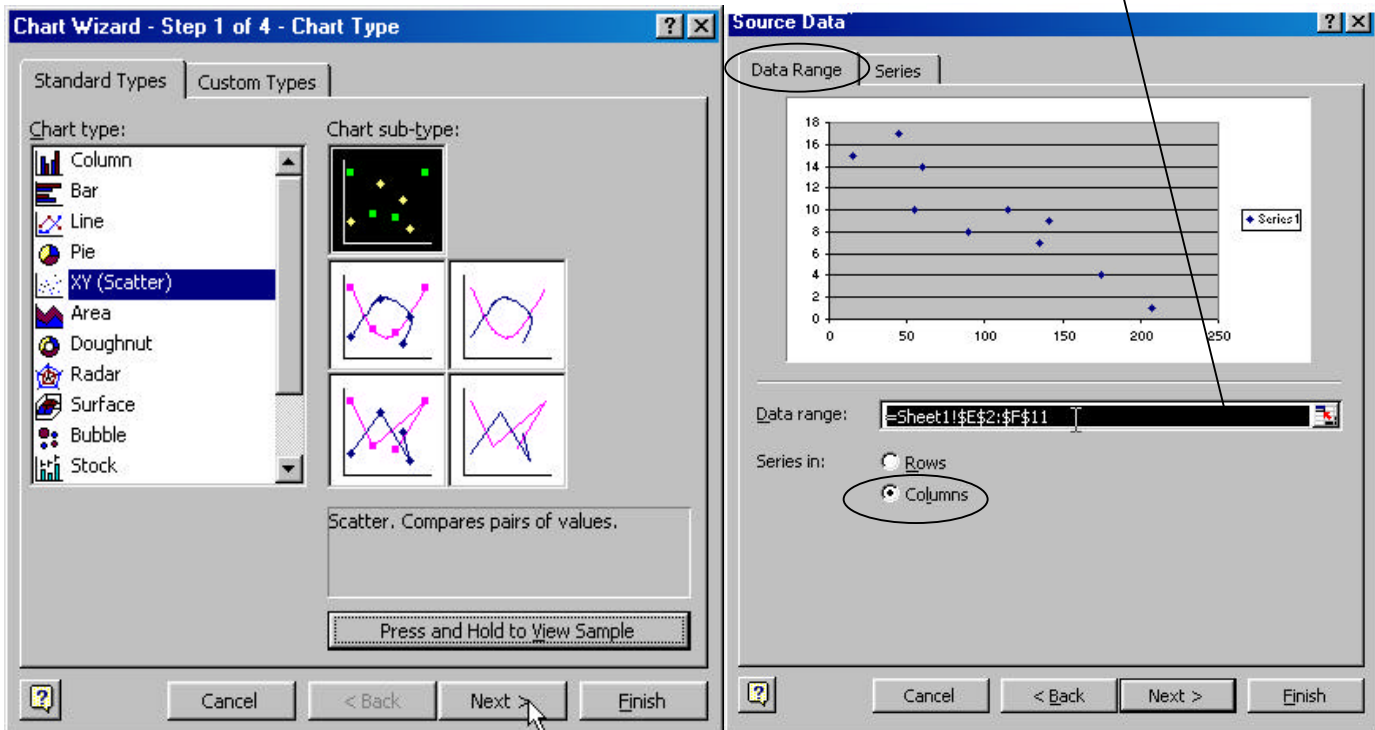 Chart Wizard - Step 1 of 4 - Chart Type
Standard Types
Custom Types
Chart type:
Column
Bar
Line
Pie
XY (Scatter)
Area
Doughnut
Radar
Surface
Bubble
Stock
Chart sub-type:
Scatter. Compares pairs of values.
Press and Hold to View Sample
Cancel
< Back
Next >
Finish
Source Data
Data Range
Series
18
16
14
12
10
8
6
4
2
0
0 50 100 150 200 250
Series1
Data range:
=Sheet1!$E$2:$F$11
Series in:
Rows
Columns
Cancel
< Back
Next >
Finish